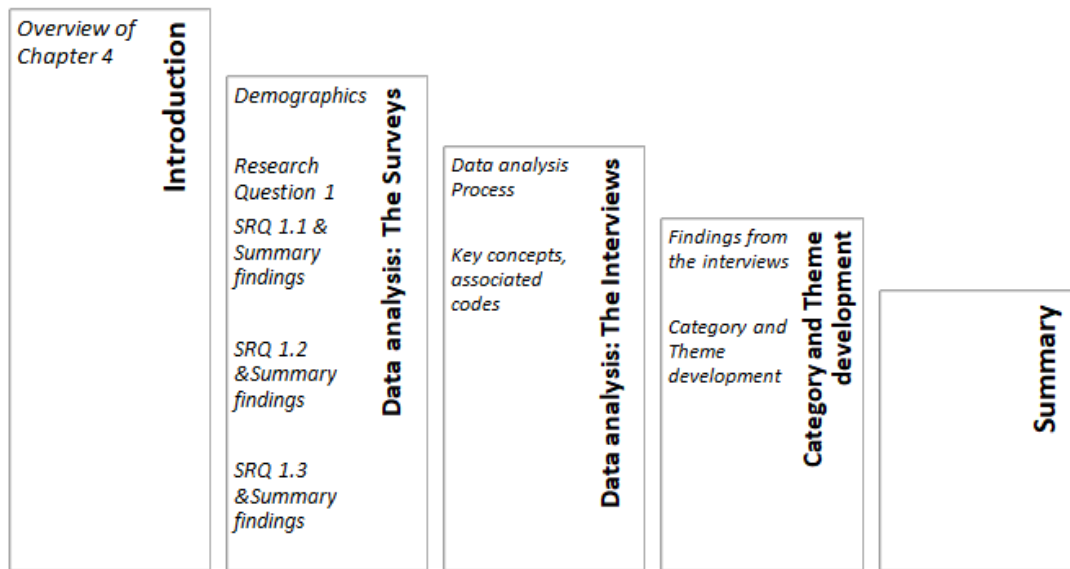 Overview of
Chapter 4
Introduction
Demographics
Research
Question 1
SRQ 1.1 &
Summary
findings
SRQ 1.2
&Summary
findings
SRQ 1.3
&Summary
findings
Data analysis: The Surveys
Data analysis
Process
Key concepts,
associated
codes
Data analysis: The Interviews
Findings from
the interviews
Category and
Theme
development
Category and Theme
development
Summary